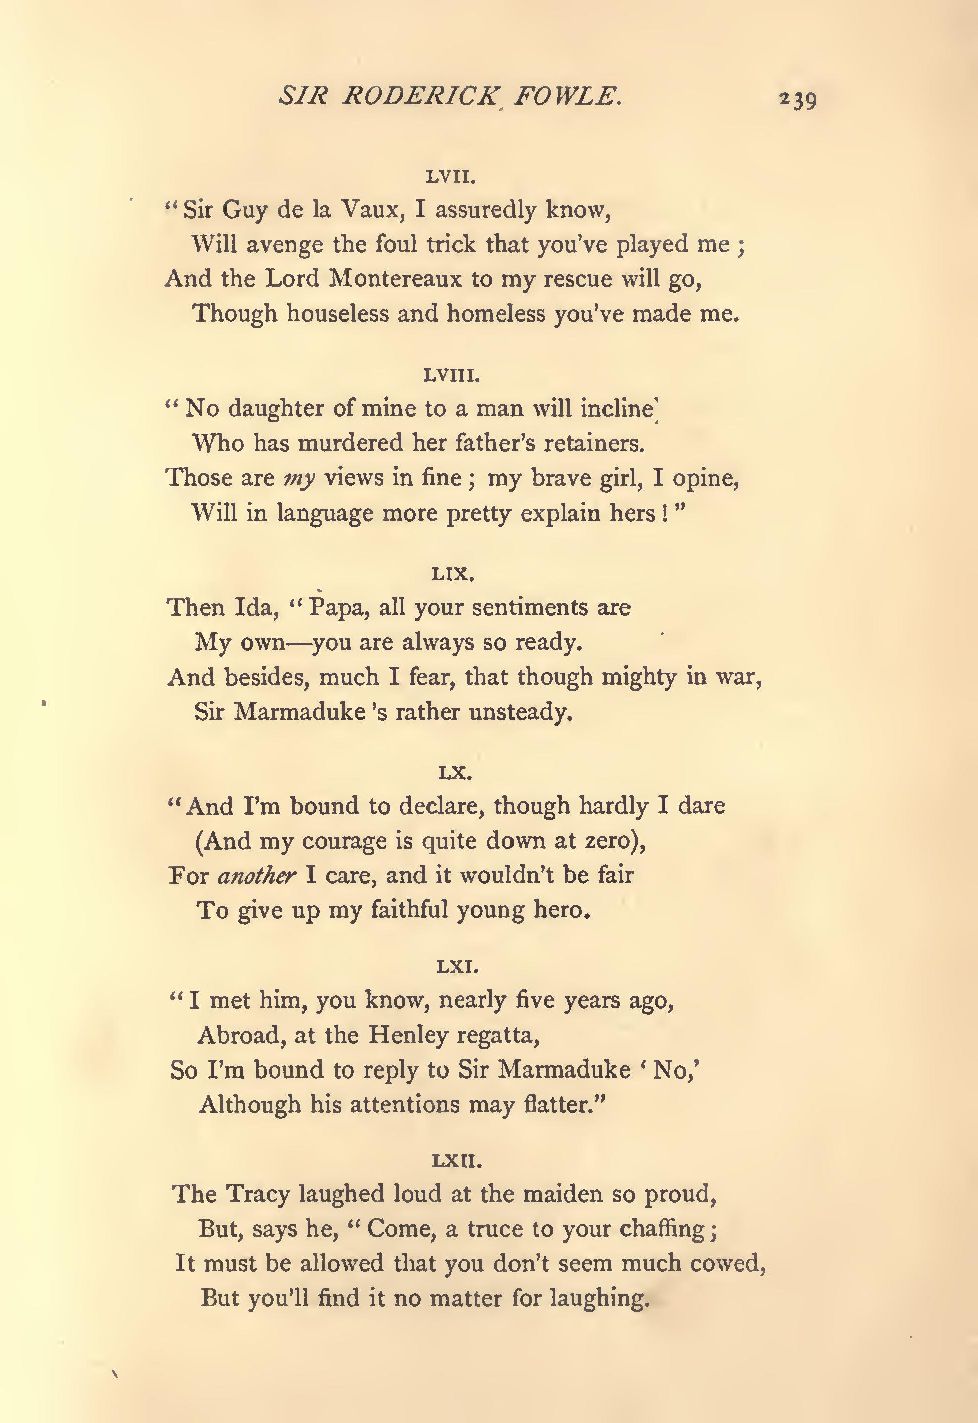 SIR RODERICK FOWLE. 239
LVII.
“Sir Guy de la Vaux, I assuredly know,
Will avenge the foul trick that you’ve played me ;
And the Lord Montereaux to my rescue will go,
Though houseless and homeless you’ve made me.
LVIII.
“No daughter of mine to a man will incline
Who has murdered her father’s retainers.
Those are my views in fine ; my brave girl, I opine,
Will in language more pretty explain hers ! ”
LIX.
Then Ida, “Papa, all your sentiments are
My own—you are always so ready.
And besides, much I fear, that though mighty in war,
Sir Marmaduke ’s rather unsteady.
LX.
“And I’m bound to declare, though hardly I dare
(And my courage is quite down at zero),
For another I care, and it wouldn’t be fair
To give up my faithful young hero.
LXI.
“I met him, you know, nearly five years ago,
Abroad, at the Henley regatta,
So I’m bound to reply to Sir Marmaduke ‘ No,’
Although his attentions may flatter.”
LXII.
The Tracy laughed loud at the maiden so proud,
But, says he, “Come, a truce to your chaffing ;
It must be allowed that you don’t seem much cowed,
But you’ll find it no matter for laughing.